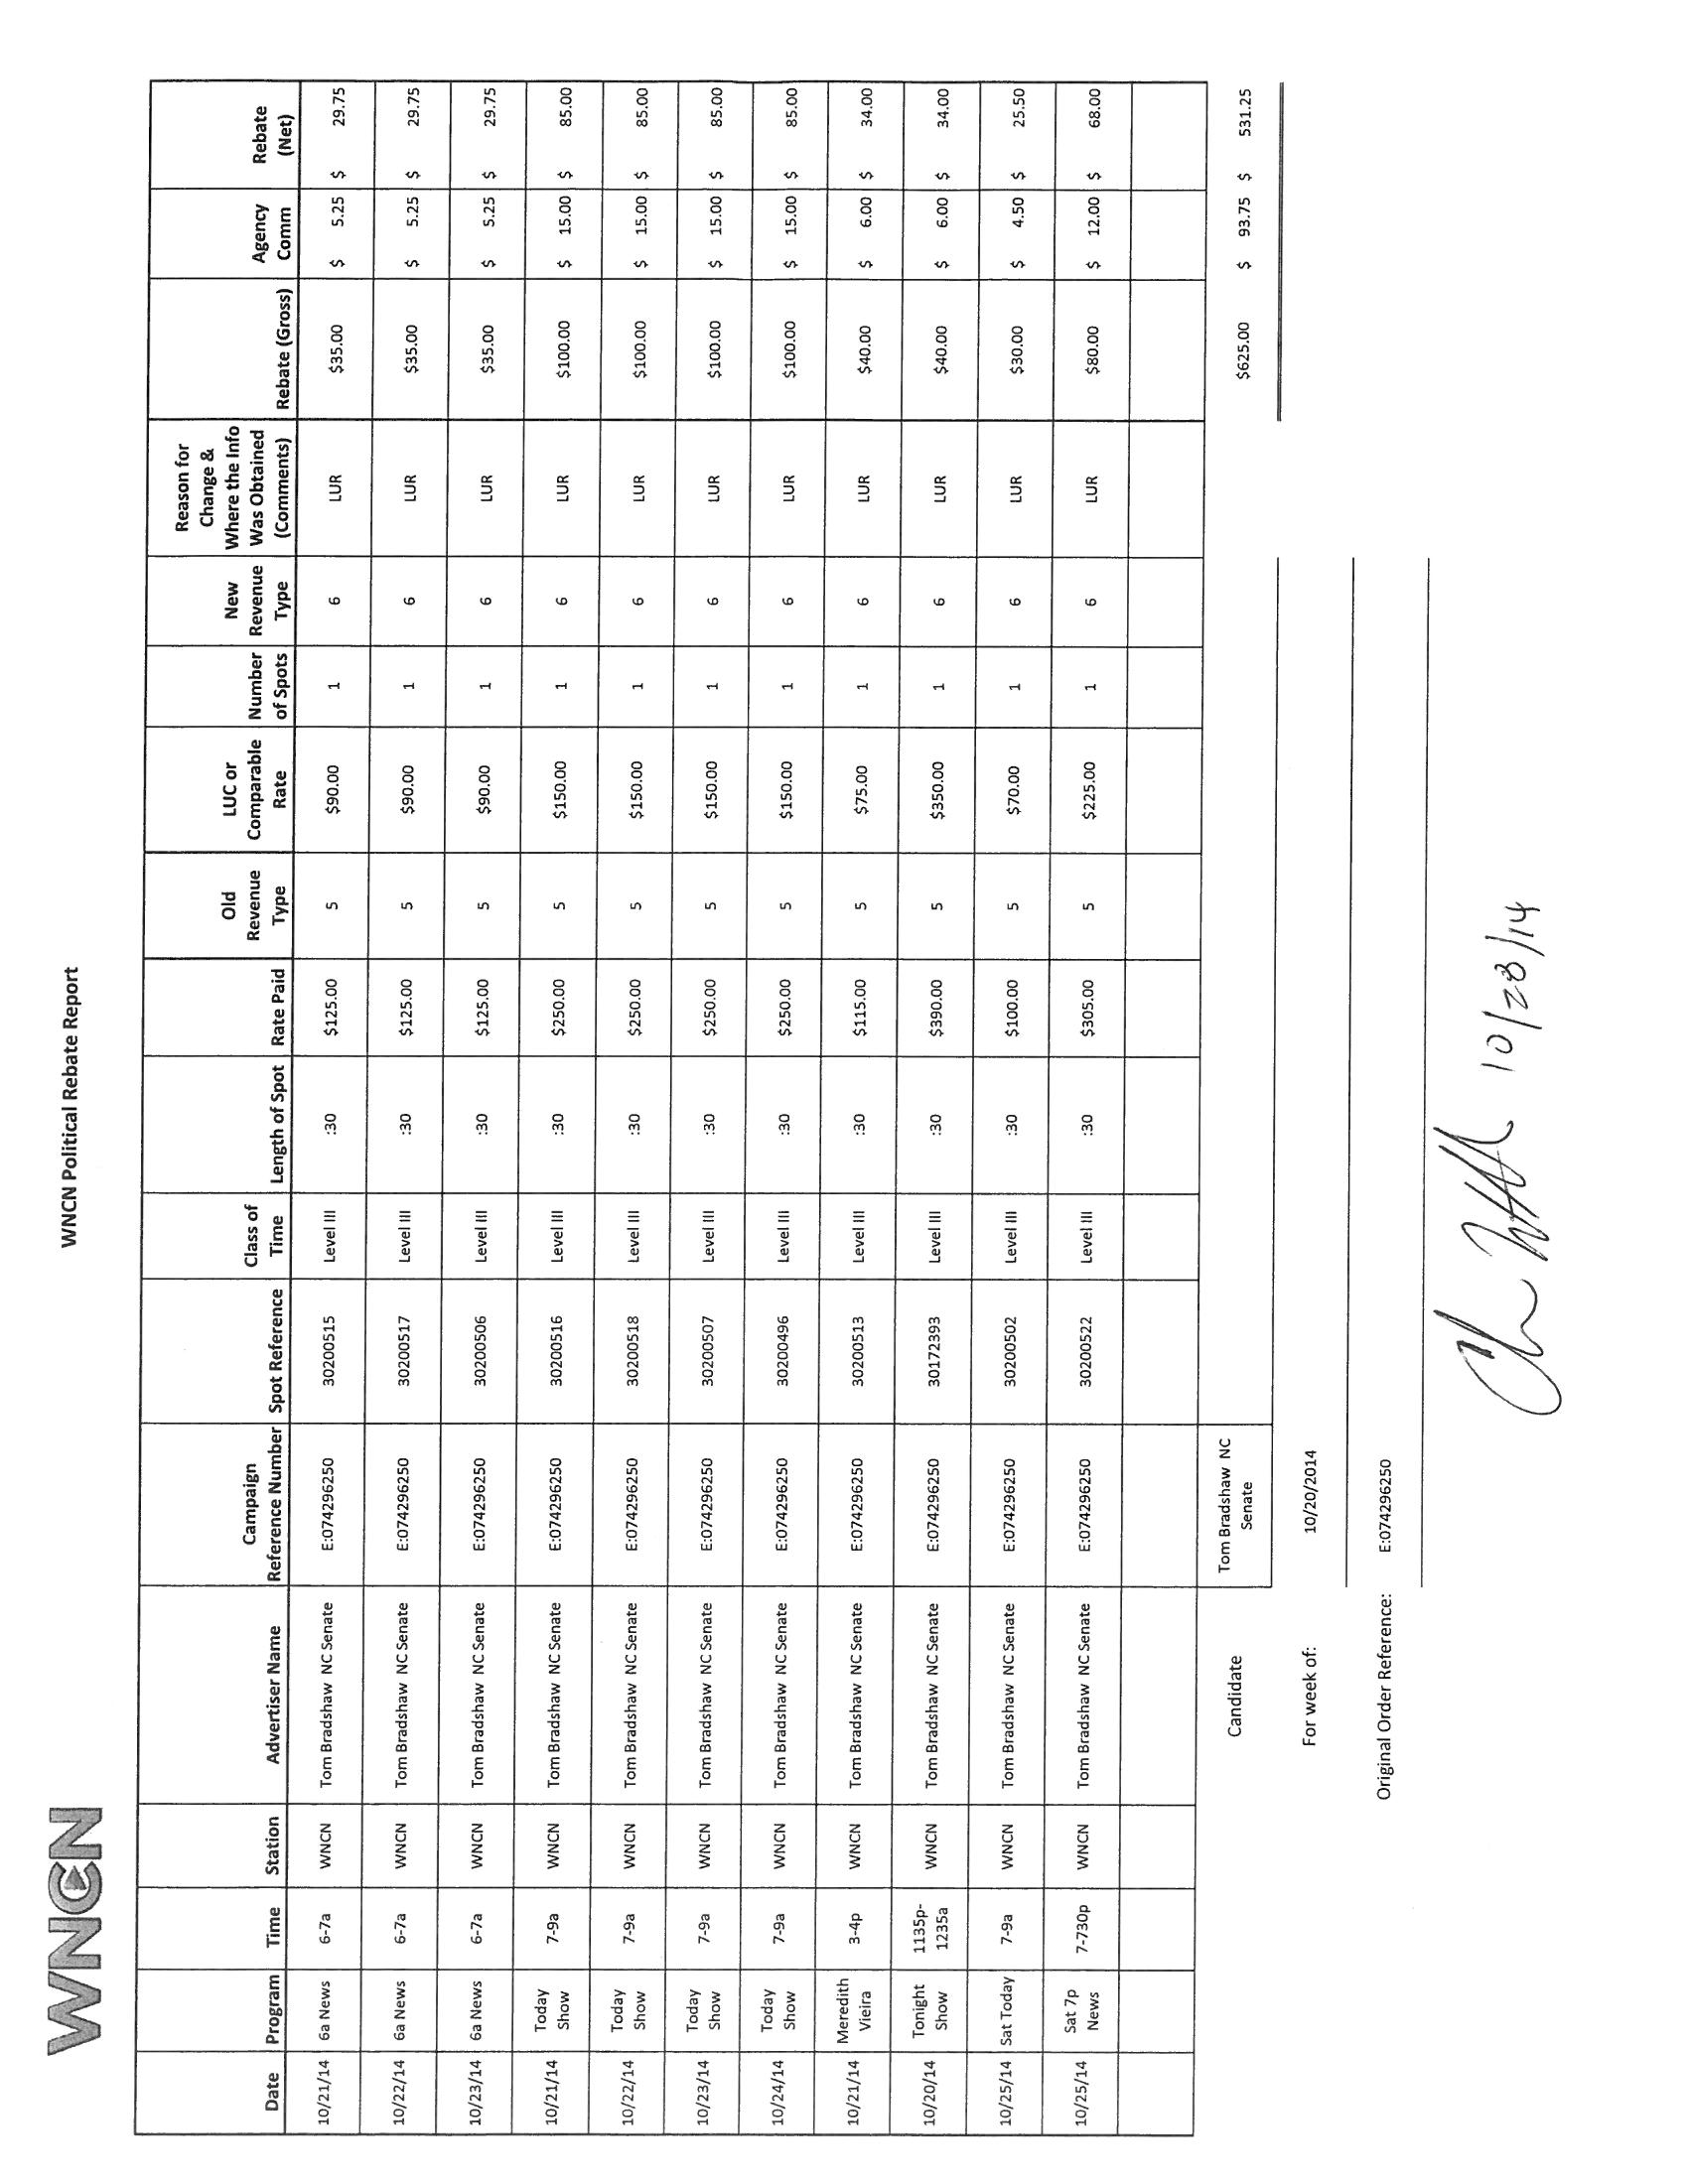 WNCN
WNCN Political Rebate Report
Date Program Time Station Advertiser Name Campaign Reference Number Spot Reference Class of Time Length of Spot Rate Paid Old Revenue Type LUC or Comparable Rate Number of Spots New Revenue Type Reason for Change & Where the Info Was Obtained (Comments) Rebate (Gross) Agency Comm Rebate (Net)
10/21/14 6a News 6-7a WNCN Tom Bradshaw NC Senate E:074296250 30200515 Level III :30 $125.00 5 $90.00 1 6 LUR $35.00 $ 5.25 $ 29.75
10/22/14 6a News 6-7a WNCN Tom Bradshaw NC Senate E:074296250 30200517 Level III :30 $125.00 5 $90.00 1 6 LUR $35.00 $ 5.25 $ 29.75
10/23/14 6a News 6-7a WNCN Tom Bradshaw NC Senate E:074296250 30200506 Level III :30 $125.00 5 $90.00 1 6 LUR $35.00 $ 5.25 $ 29.75
10/21/14 Today Show 7-9a WNCN Tom Bradshaw NC Senate E:074296250 30200516 Level III :30 $250.00 5 $150.00 1 6 LUR $100.00 $ 15.00 $ 85.00
10/22/14 Today Show 7-9a WNCN Tom Bradshaw NC Senate E:074296250 30200518 Level III :30 $250.00 5 $150.00 1 6 LUR $100.00 $ 15.00 $ 85.00
10/23/14 Today Show 7-9a WNCN Tom Bradshaw NC Senate E:074296250 30200507 Level III :30 $250.00 5 $150.00 1 6 LUR $100.00 $ 15.00 $ 85.00
10/24/14 Today Show 7-9a WNCN Tom Bradshaw NC Senate E:074296250 30200496 Level III :30 $250.00 5 $150.00 1 6 LUR $100.00 $ 15.00 $ 85.00
10/21/14 Meredith Vieira 3-4p WNCN Tom Bradshaw NC Senate E:074296250 30200513 Level III :30 $115.00 5 $75.00 1 6 LUR $40.00 $ 6.00 $ 34.00
10/20/14 Tonight Show 1135p-1235a WNCN Tom Bradshaw NC Senate E:074296250 30172393 Level III :30 $390.00 5 $350.00 1 6 LUR $40.00 $ 6.00 $ 34.00
10/25/14 Sat Today 7-9a WNCN Tom Bradshaw NC Senate E:074296250 30200502 Level III :30 $100.00 5 $70.00 1 6 LUR $30.00 $ 4.50 $ 25.50
10/25/14 Sat 7p News 7-730p WNCN Tom Bradshaw NC Senate E:074296250 30200522 Level III :30 $305.00 5 $225.00 1 6 LUR $80.00 $ 12.00 $ 68.00
Candidate Tom Bradshaw NC Senate $625.00 $ 93.75 $ 531.25
For week of: 10/20/2014
Original Order Reference: E:074296250
10/28/14